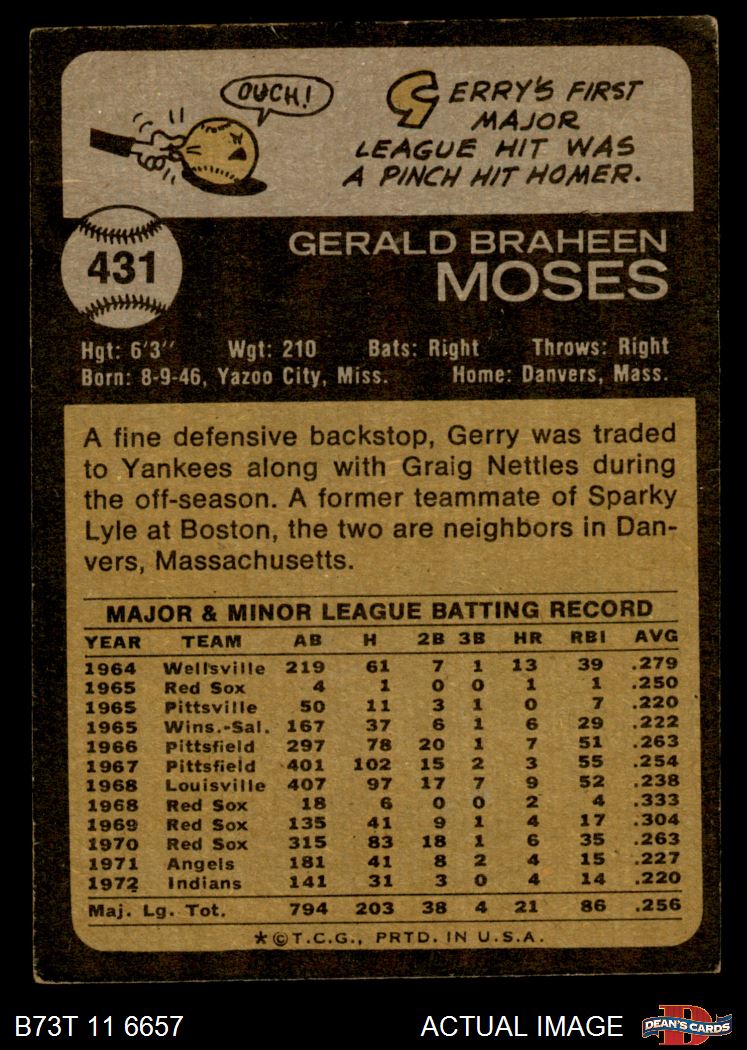 OUCH!
GERRY'S FIRST
MAJOR
LEAGUE HIT WAS
A PINCH HIT HOMER.
431
GERALD BRAHEEN
MOSES
Hgt: 6'3" Wgt: 210 Bats: Right Throws: Right
Born: 8-9-46, Yazoo City, Miss. Home: Danvers, Mass.
A fine defensive backstop, Gerry was traded
to Yankees along with Graig Nettles during
the off-season. A former teammate of Sparky
Lyle at Boston, the two are neighbors in Dan-
vers, Massachusetts.
MAJOR & MINOR LEAGUE BATTING RECORD
YEAR TEAM AB H 2B 3B HR RBI AVG
1964 Wellsville 219 61 7 1 13 39 .279
1965 Red Sox 4 1 0 0 1 1 .250
1965 Pittsville 50 11 3 1 0 7 .220
1965 Wins.-Sal. 167 37 6 1 6 29 .222
1966 Pittsfield 297 78 20 1 7 51 .263
1967 Pittsfield 401 102 15 2 3 55 .254
1968 Louisville 407 97 17 7 9 52 .238
1968 Red Sox 18 6 0 0 2 4 .333
1969 Red Sox 135 41 9 1 4 17 .304
1970 Red Sox 315 83 18 1 6 35 .263
1971 Angels 181 41 8 2 4 15 .227
1972 Indians 141 31 3 0 4 14 .220
Maj. Lg. Tot. 794 203 38 4 21 86 .256
*©T.C.G., PRTD. IN U.S.A.
B73T 11 6657 ACTUAL IMAGE
D
DEAN'S CARDS